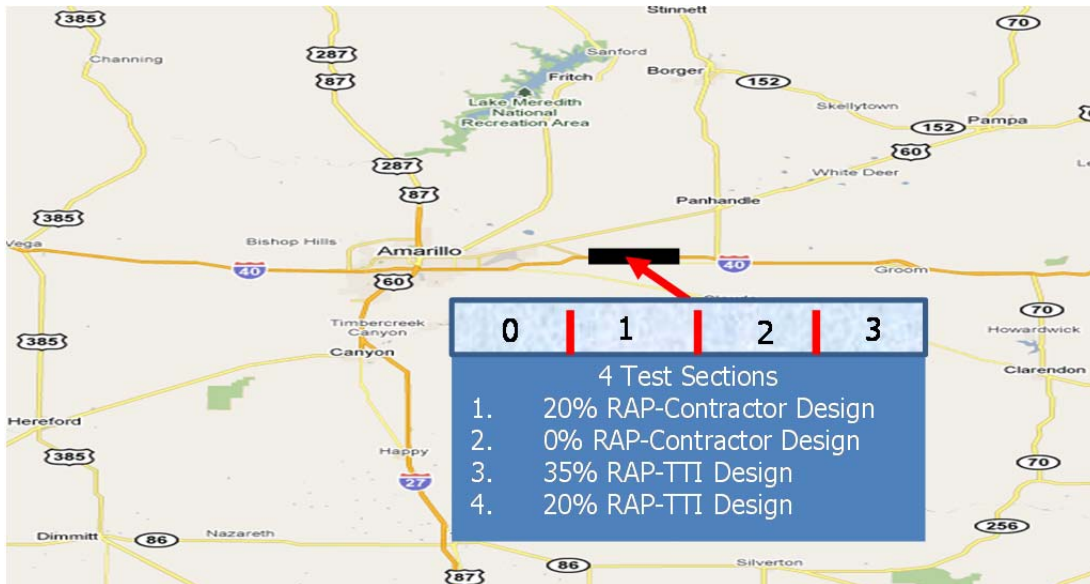 385
Channing
287
87
Stinnett
Sanford
Fritch
Borger
70
152
Skellytown
Lake Meredith
National
Recreation Area
152
Pampa
60
287
87
White Deer
385
Panhandle
Vega
Bishop Hills
Amarillo
40
60
40
Groom
Timbercreek
Canyon
Canyon
70
Howardwick
Clarendon
385
0 1 2 3
4 Test Sections
1. 20% RAP-Contractor Design
2. 0% RAP-Contractor Design
3. 35% RAP-TTI Design
4. 20% RAP-TTI Design
Hereford
385
Happy
27
70
256
Dimmitt
86
Nazareth
86
Silverton
87